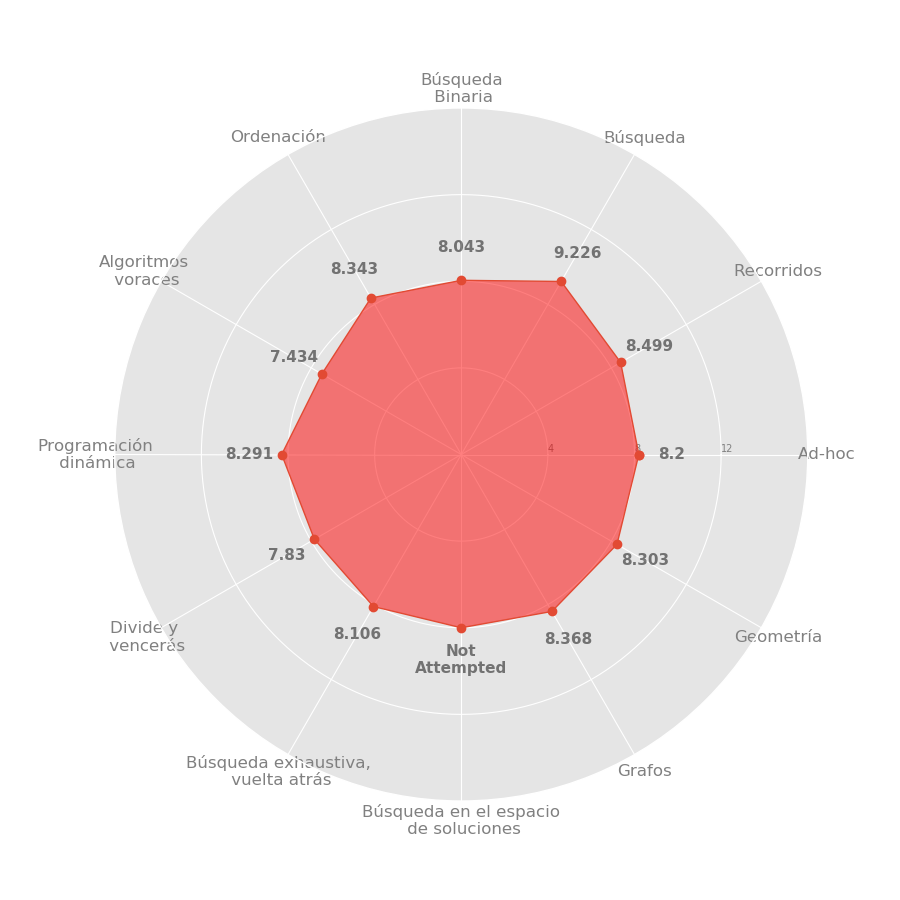 Búsqueda
Binaria
Ordenación
Búsqueda
8.043
9.226
8.343
Algoritmos
voraces
Recorridos
7.434
8.499
Programación
dinámica
8.291
4
8
12
8.2
Ad-hoc
7.83
8.303
Divide y
vencerás
8.106
Not
Attempted
8.368
Geometría
Búsqueda exhaustiva,
vuelta atrás
Grafos
Búsqueda en el espacio
de soluciones